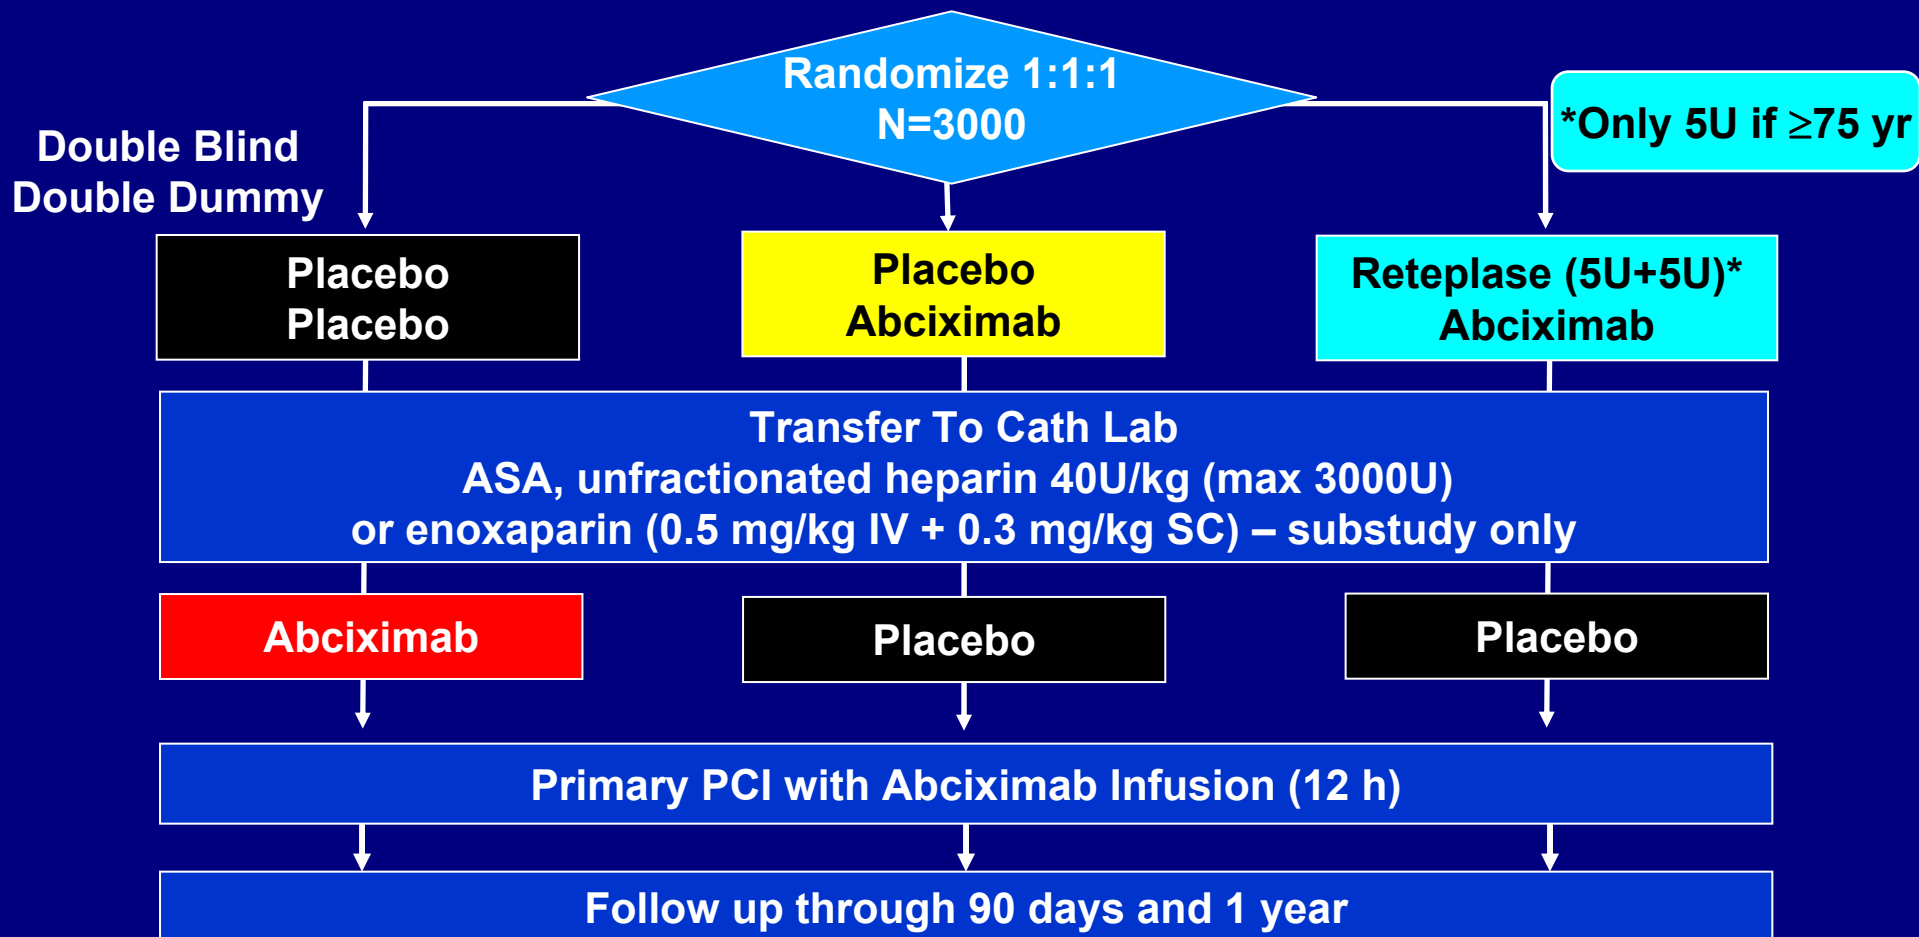 Randomize 1:1:1
N=3000
*Only 5U if ≥75 yr
Double Blind
Double Dummy
Placebo
Placebo
Placebo
Abciximab
Reteplase (5U+5U)*
Abciximab
Transfer To Cath Lab
ASA, unfractionated heparin 40U/kg (max 3000U)
or enoxaparin (0.5 mg/kg IV + 0.3 mg/kg SC) – substudy only
Abciximab
Placebo
Placebo
Primary PCI with Abciximab Infusion (12 h)
Follow up through 90 days and 1 year